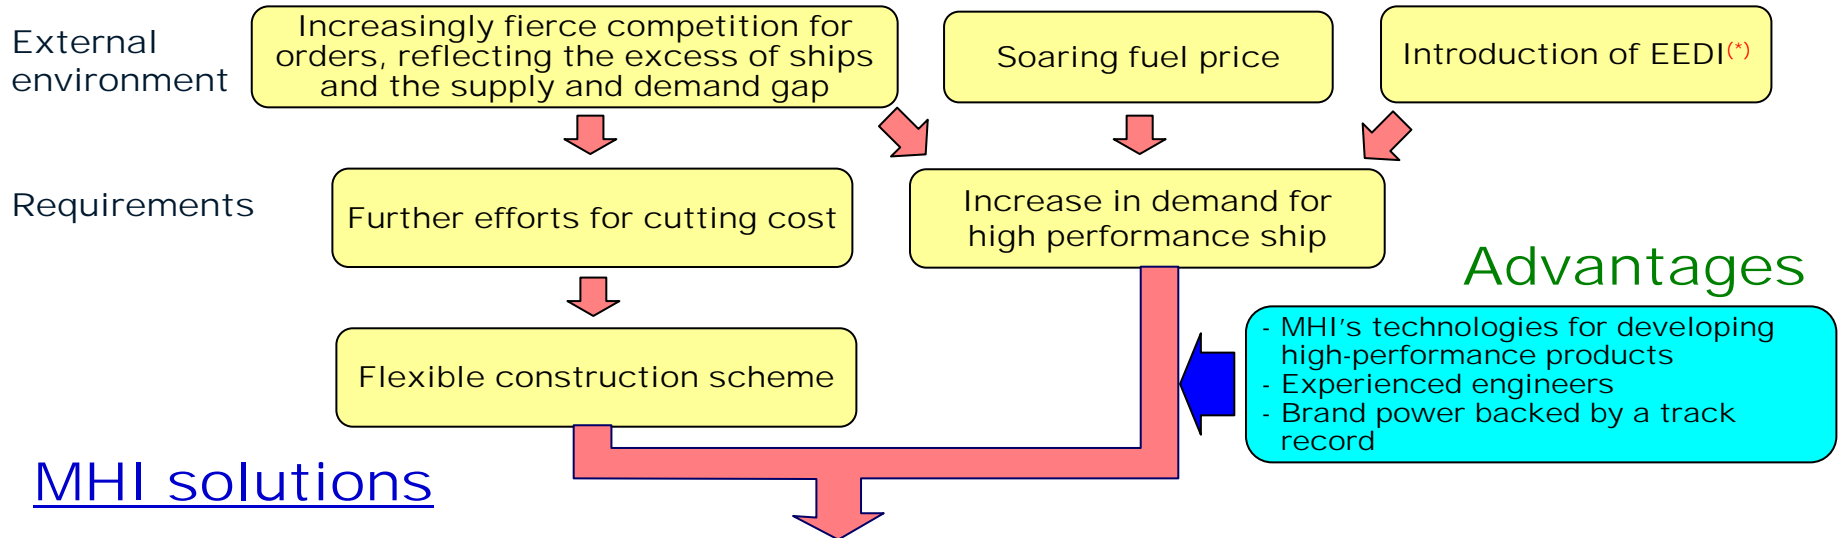 External
environment
Increasingly fierce competition for
orders, reflecting the excess of ships
and the supply and demand gap
Soaring fuel price
Introduction of EEDI(*)
Requirements
Further efforts for cutting cost
Increase in demand for
high performance ship
Advantages
Flexible construction scheme
- MHI's technologies for developing
high-performance products
- Experienced engineers
- Brand power backed by a track
record
MHI solutions